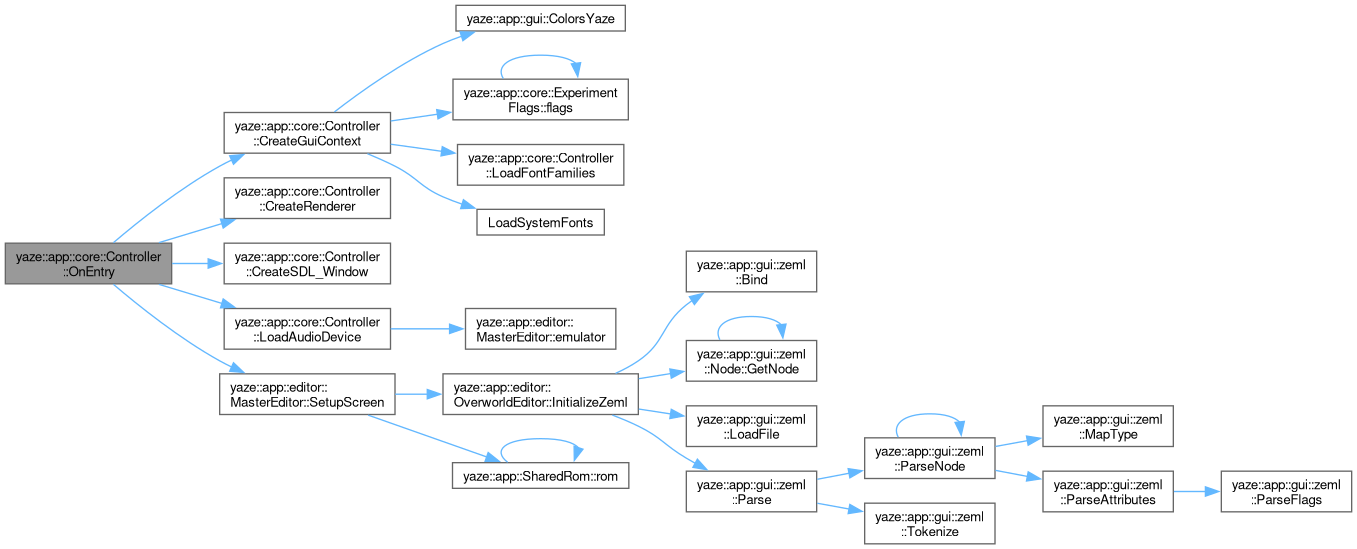 yaze::app::core::Controller
::OnEntry
yaze::app::core::Controller
::CreateGuiContext
yaze::app::gui::ColorsYaze
yaze::app::core::Experiment
Flags::flags
yaze::app::core::Controller
::LoadFontFamilies
LoadSystemFonts
yaze::app::core::Controller
::CreateRenderer
yaze::app::core::Controller
::CreateSDL_Window
yaze::app::core::Controller
::LoadAudioDevice
yaze::app::editor::
MasterEditor::emulator
yaze::app::editor::
MasterEditor::SetupScreen
yaze::app::editor::
OverworldEditor::InitializeZeml
yaze::app::gui::zeml
::Bind
yaze::app::gui::zeml
::Node::GetNode
yaze::app::gui::zeml
::LoadFile
yaze::app::gui::zeml
::Parse
yaze::app::gui::zeml
::ParseNode
yaze::app::gui::zeml
::MapType
yaze::app::gui::zeml
::ParseAttributes
yaze::app::gui::zeml
::ParseFlags
yaze::app::gui::zeml
::Tokenize
yaze::app::SharedRom::rom